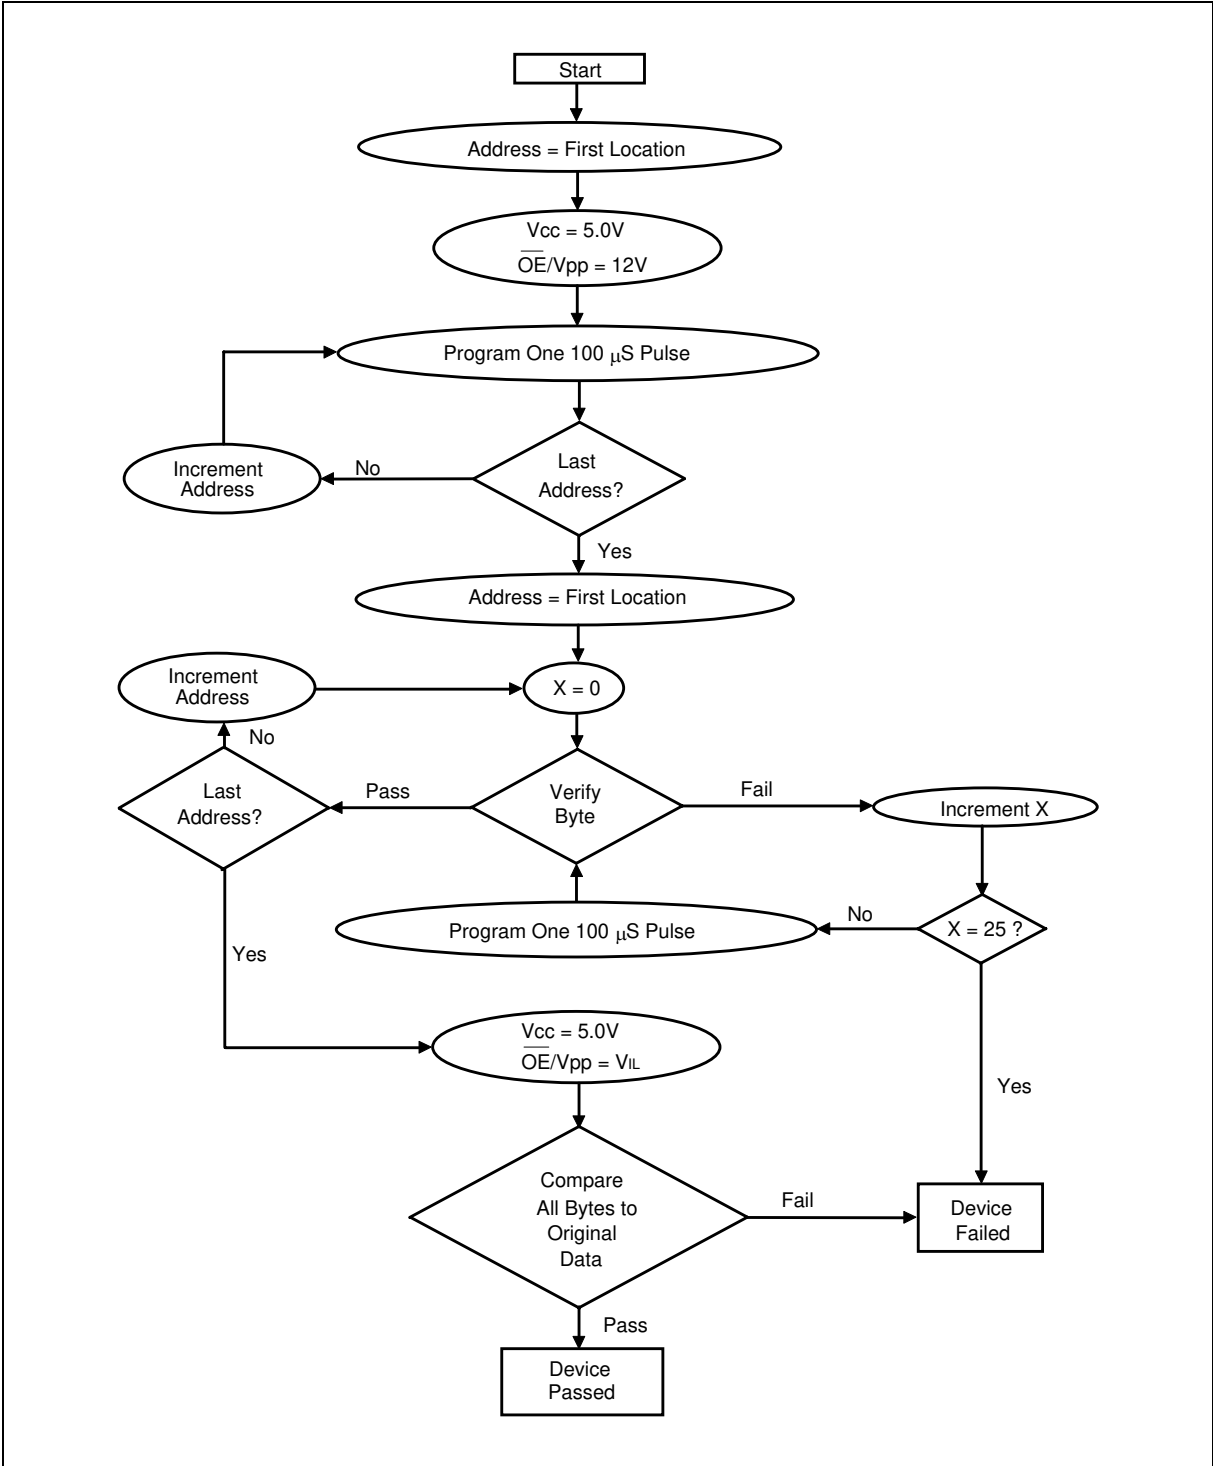 Start
Address = First Location
Vcc = 5.0V
O̅E̅/Vpp = 12V
Program One 100 μS Pulse
Increment
Address
No
Last
Address?
Yes
Address = First Location
Increment
Address
X = 0
No
Last
Address?
Pass
Verify
Byte
Fail
Increment X
Program One 100 μS Pulse
No
X = 25 ?
Yes
Vcc = 5.0V
O̅E̅/Vpp = VIL
Yes
Compare
All Bytes to
Original
Data
Fail
Device
Failed
Pass
Device
Passed